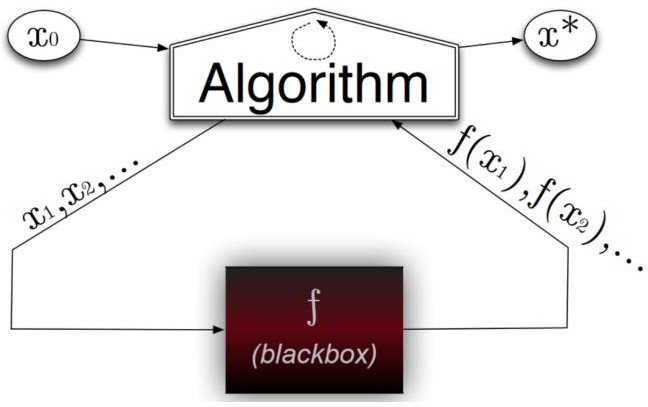 x₀
x*
Algorithm
x₁,x₂,...
f(x₁),f(x₂),...
f
(blackbox)